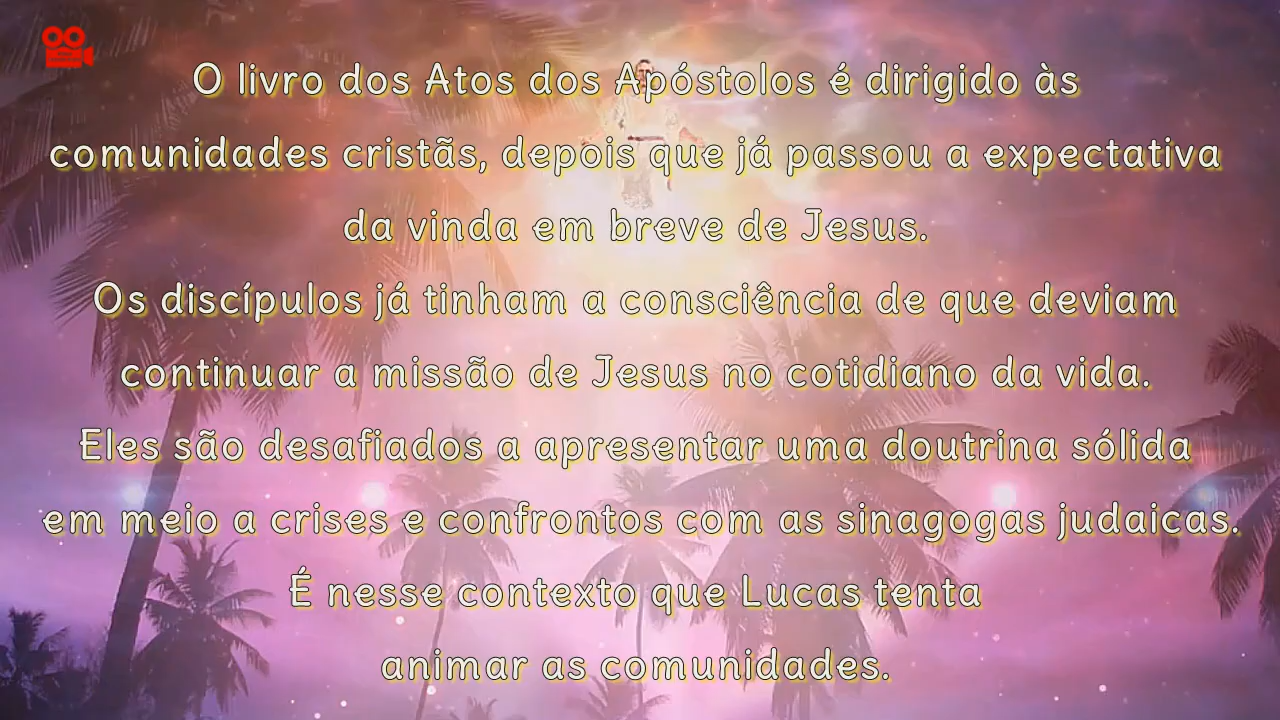 O livro dos Atos dos Apóstolos é dirigido às
comunidades cristãs, depois que já passou a expectativa
da vinda em breve de Jesus.
Os discípulos já tinham a consciência de que deviam
continuar a missão de Jesus no cotidiano da vida.
Eles são desafiados a apresentar uma doutrina sólida
em meio a crises e confrontos com as sinagogas judaicas.
É nesse contexto que Lucas tenta
animar as comunidades.